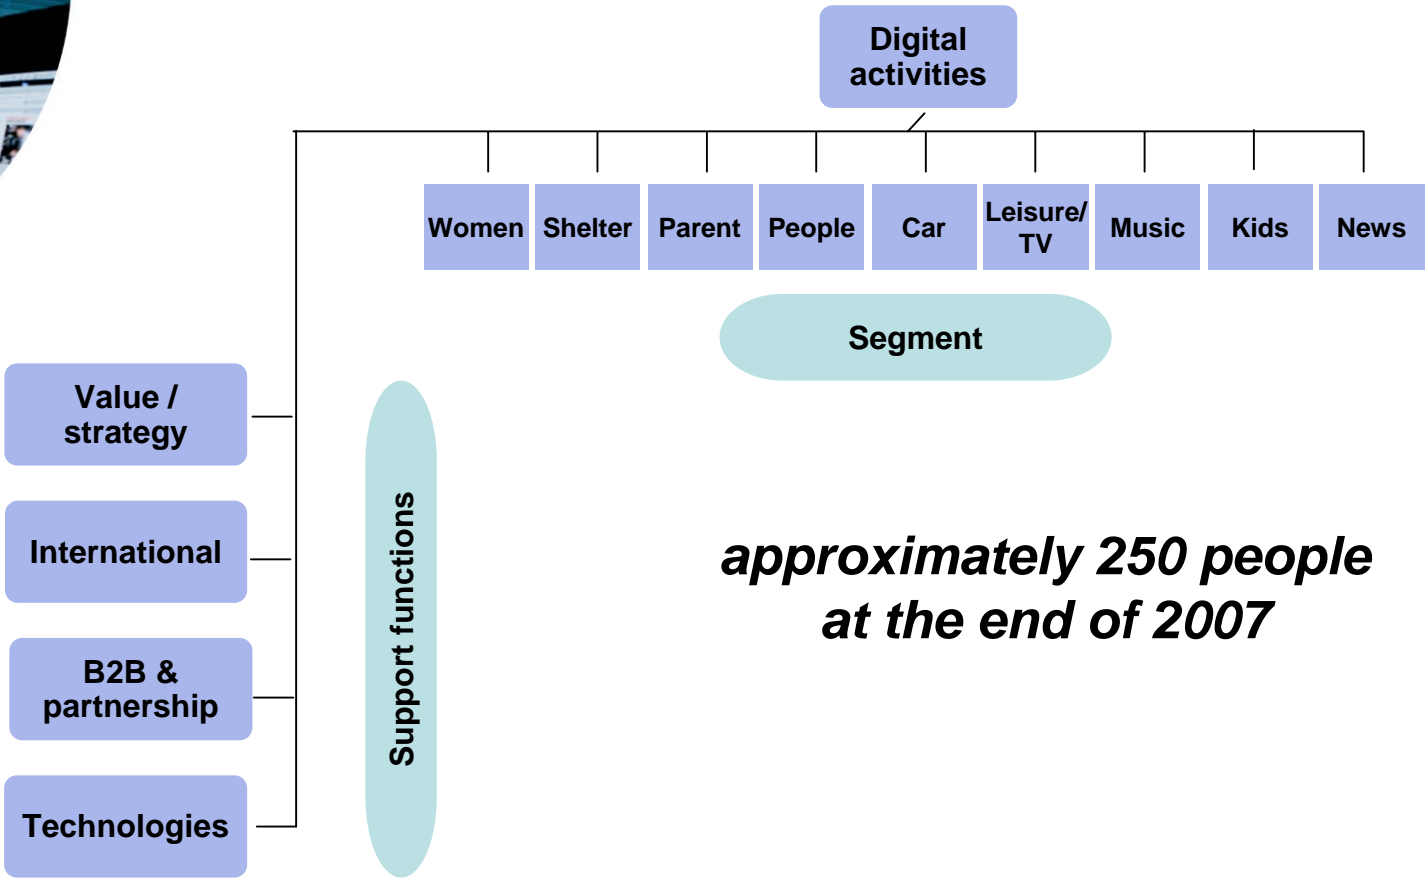 Digital
activities
Women
Shelter
Parent
People
Car
Leisure/
TV
Music
Kids
News
Segment
Value /
strategy
International
B2B &
partnership
Technologies
Support functions
approximately 250 people
at the end of 2007